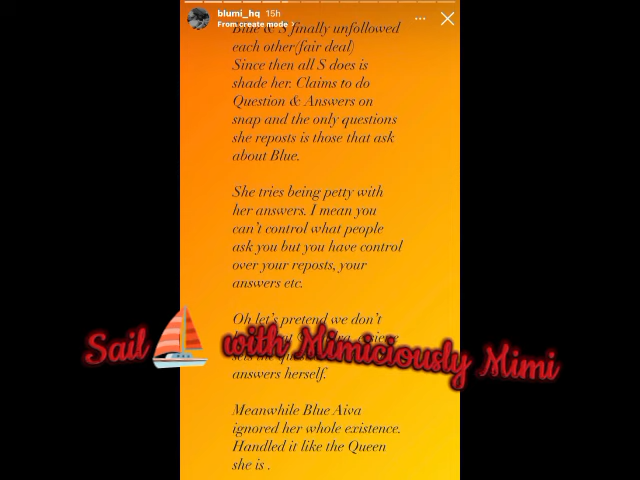 blumi_hq 15h
From create mode >
Blue & S finally unfollowed
each other(fair deal)
Since then all S does is
shade her. Claims to do
Question & Answers on
snap and the only questions
she reposts is those that ask
about Blue.
She tries being petty with
her answers. I mean you
can't control what people
ask you but you have control
over your reposts, your
answers etc.
Oh let's pretend we don't
Sail with Mimiciously Mimi
answers herself.
Meanwhile Blue Aiva
ignored her whole existence.
Handled it like the Queen
she is .